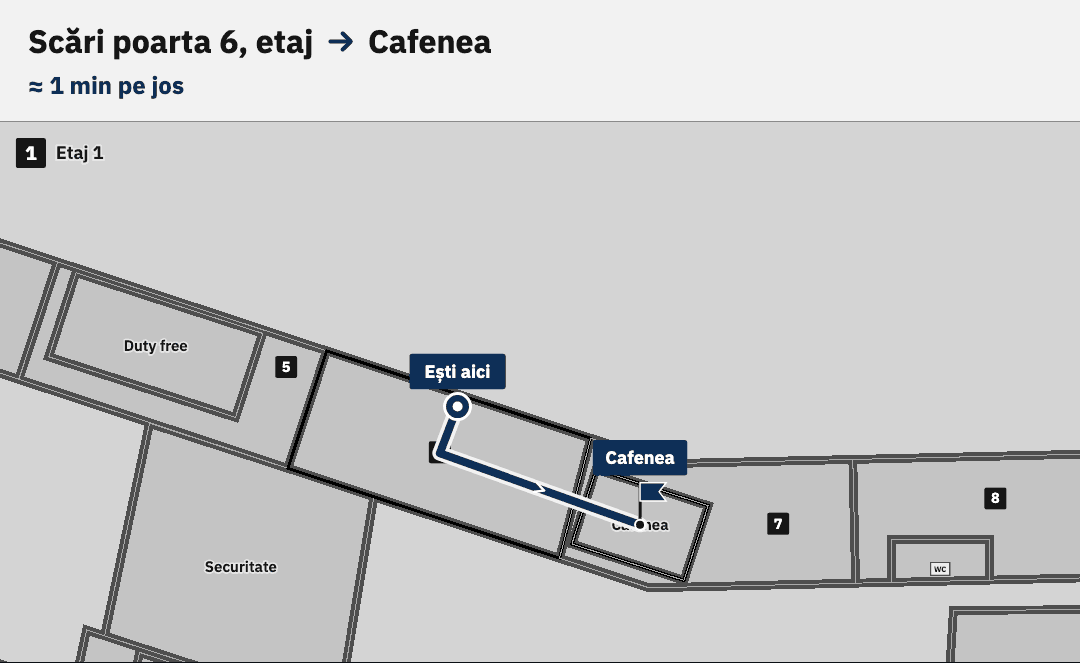 Scări poarta 6, etaj → Cafenea
≈ 1 min pe jos
1 Etaj 1
Duty free
5
Ești aici
Cafenea
7
8
WC
Securitate